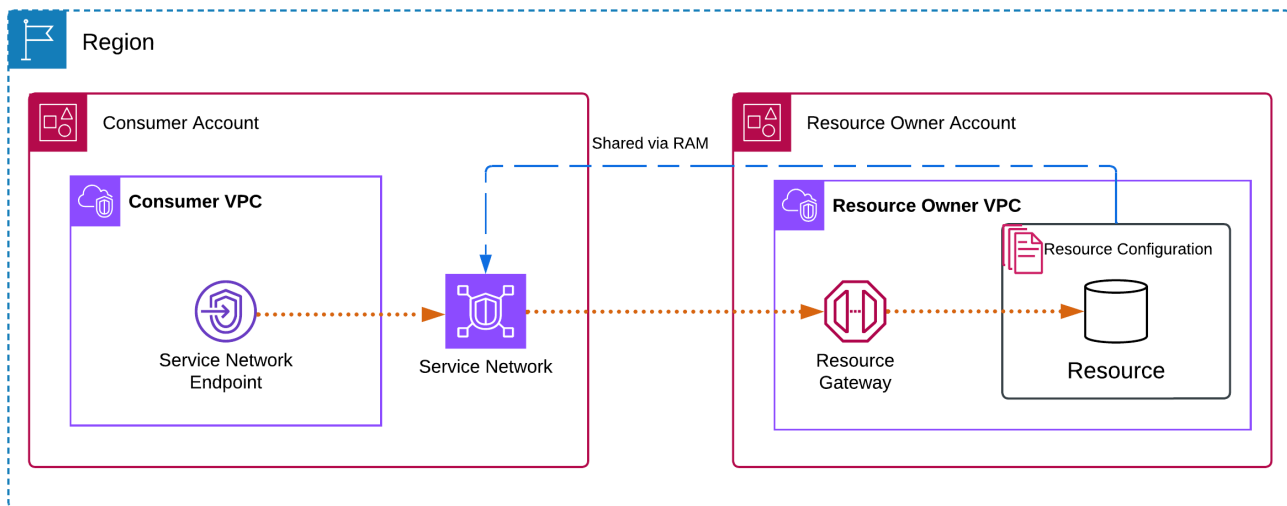 Region
Consumer Account
Resource Owner Account
Shared via RAM
Consumer VPC
Resource Owner VPC
Resource Configuration
Service Network
Endpoint
Service Network
Resource
Gateway
Resource